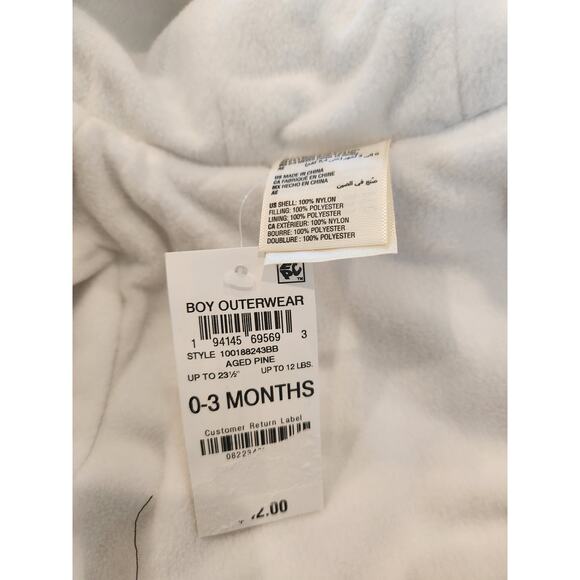 US MADE IN CHINA
CA FABRIQUÉ EN CHINE
MX HECHO EN CHINA
AE صنع في الصين
US SHELL: 100% NYLON
FILLING: 100% POLYESTER
LINING: 100% POLYESTER
CA EXTÉRIEUR: 100% NYLON
BOURRE: 100% POLYESTER
DOUBLURE: 100% POLYESTER
BOY OUTERWEAR
1 94145 69569 3
STYLE 100188243BB
AGED PINE
UP TO 23½" UP TO 12 LBS.
0-3 MONTHS
Customer Return Label